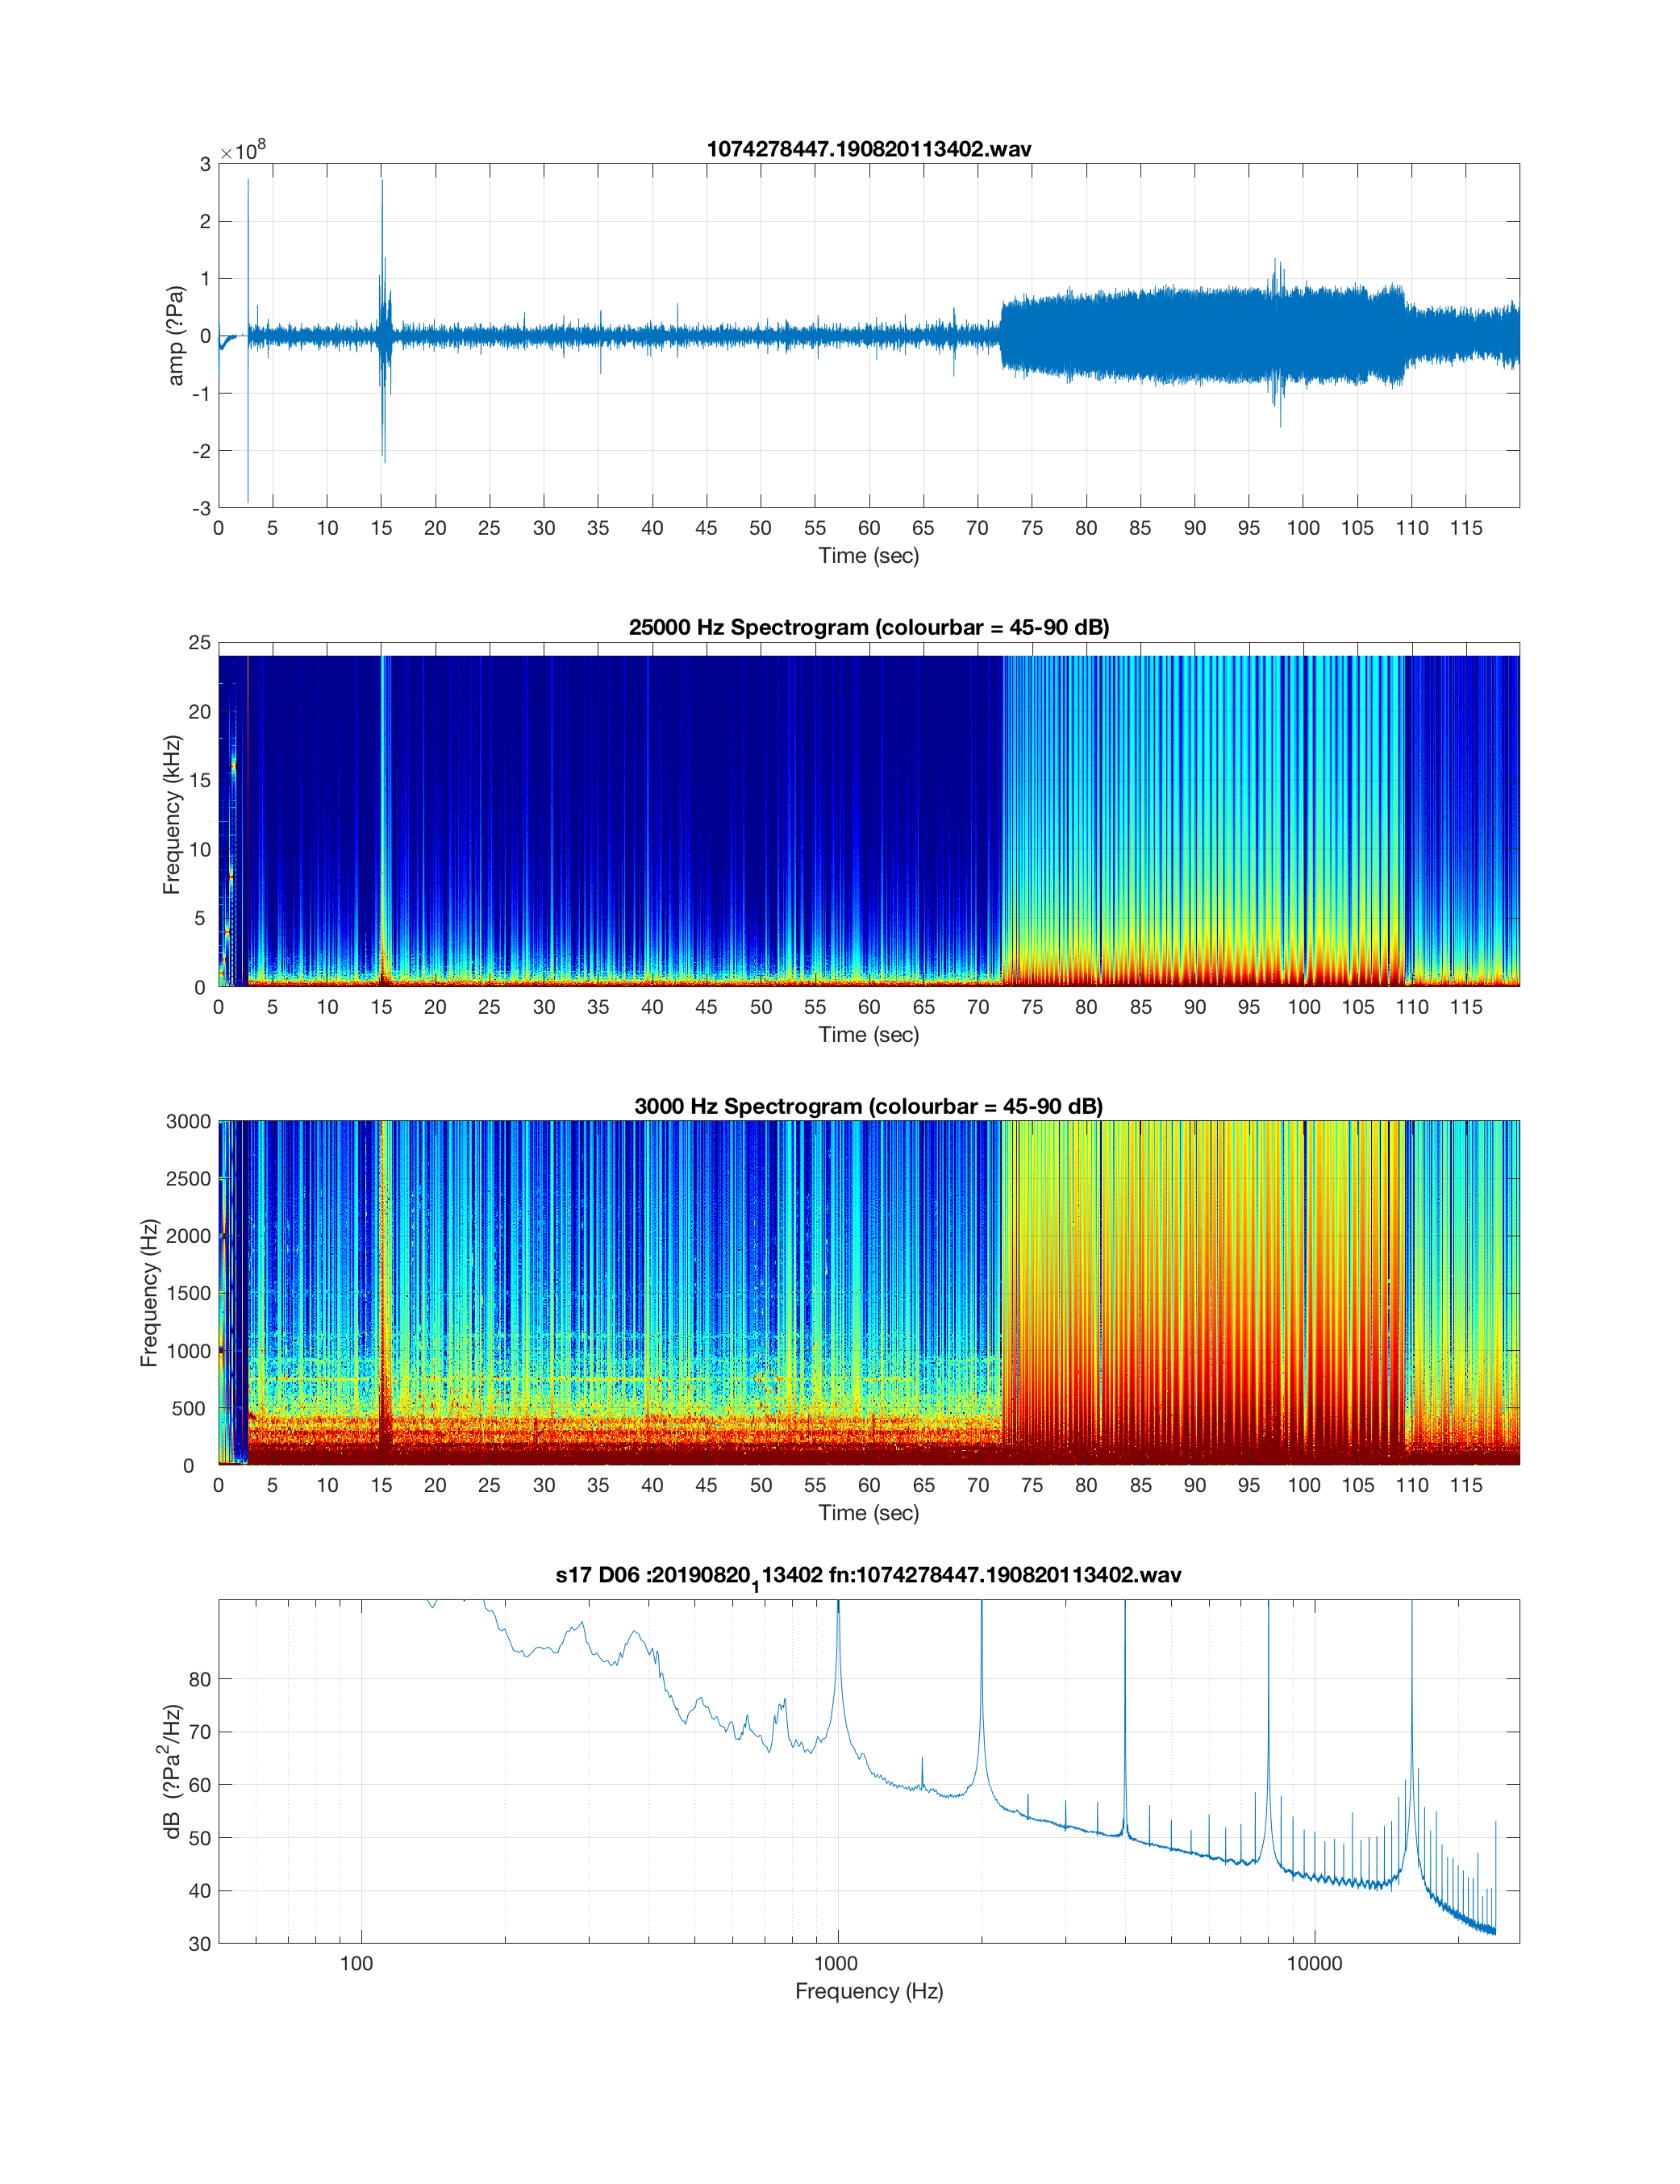 1074278447.190820113402.wav
×10^8
3
2
1
0
-1
-2
-3
amp (?Pa)
0 5 10 15 20 25 30 35 40 45 50 55 60 65 70 75 80 85 90 95 100 105 110 115
Time (sec)
25000 Hz Spectrogram (colourbar = 45-90 dB)
25
20
15
10
5
0
Frequency (kHz)
0 5 10 15 20 25 30 35 40 45 50 55 60 65 70 75 80 85 90 95 100 105 110 115
Time (sec)
3000 Hz Spectrogram (colourbar = 45-90 dB)
3000
2500
2000
1500
1000
500
0
Frequency (Hz)
0 5 10 15 20 25 30 35 40 45 50 55 60 65 70 75 80 85 90 95 100 105 110 115
Time (sec)
s17 D06 :20190820_113402 fn:1074278447.190820113402.wav
80
70
60
50
40
30
dB (?Pa^2/Hz)
100 1000 10000
Frequency (Hz)